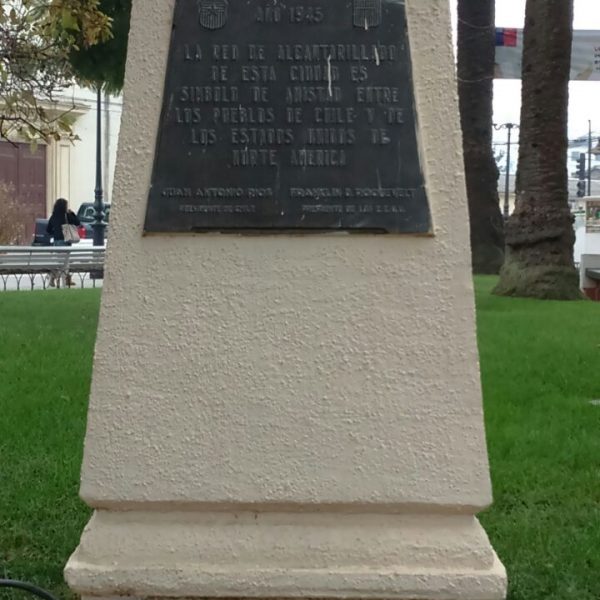 AÑO 1945
LA RED DE ALCANTARILLADO
DE ESTA CIUDAD ES
SIMBOLO DE AMISTAD ENTRE
LOS PUEBLOS DE CHILE Y DE
LOS ESTADOS UNIDOS DE
NORTE AMERICA
JUAN ANTONIO RIOS FRANKLIN D. ROOSEVELT
PRESIDENTE DE CHILE PRESIDENTE DE LOS E.E.U.U.